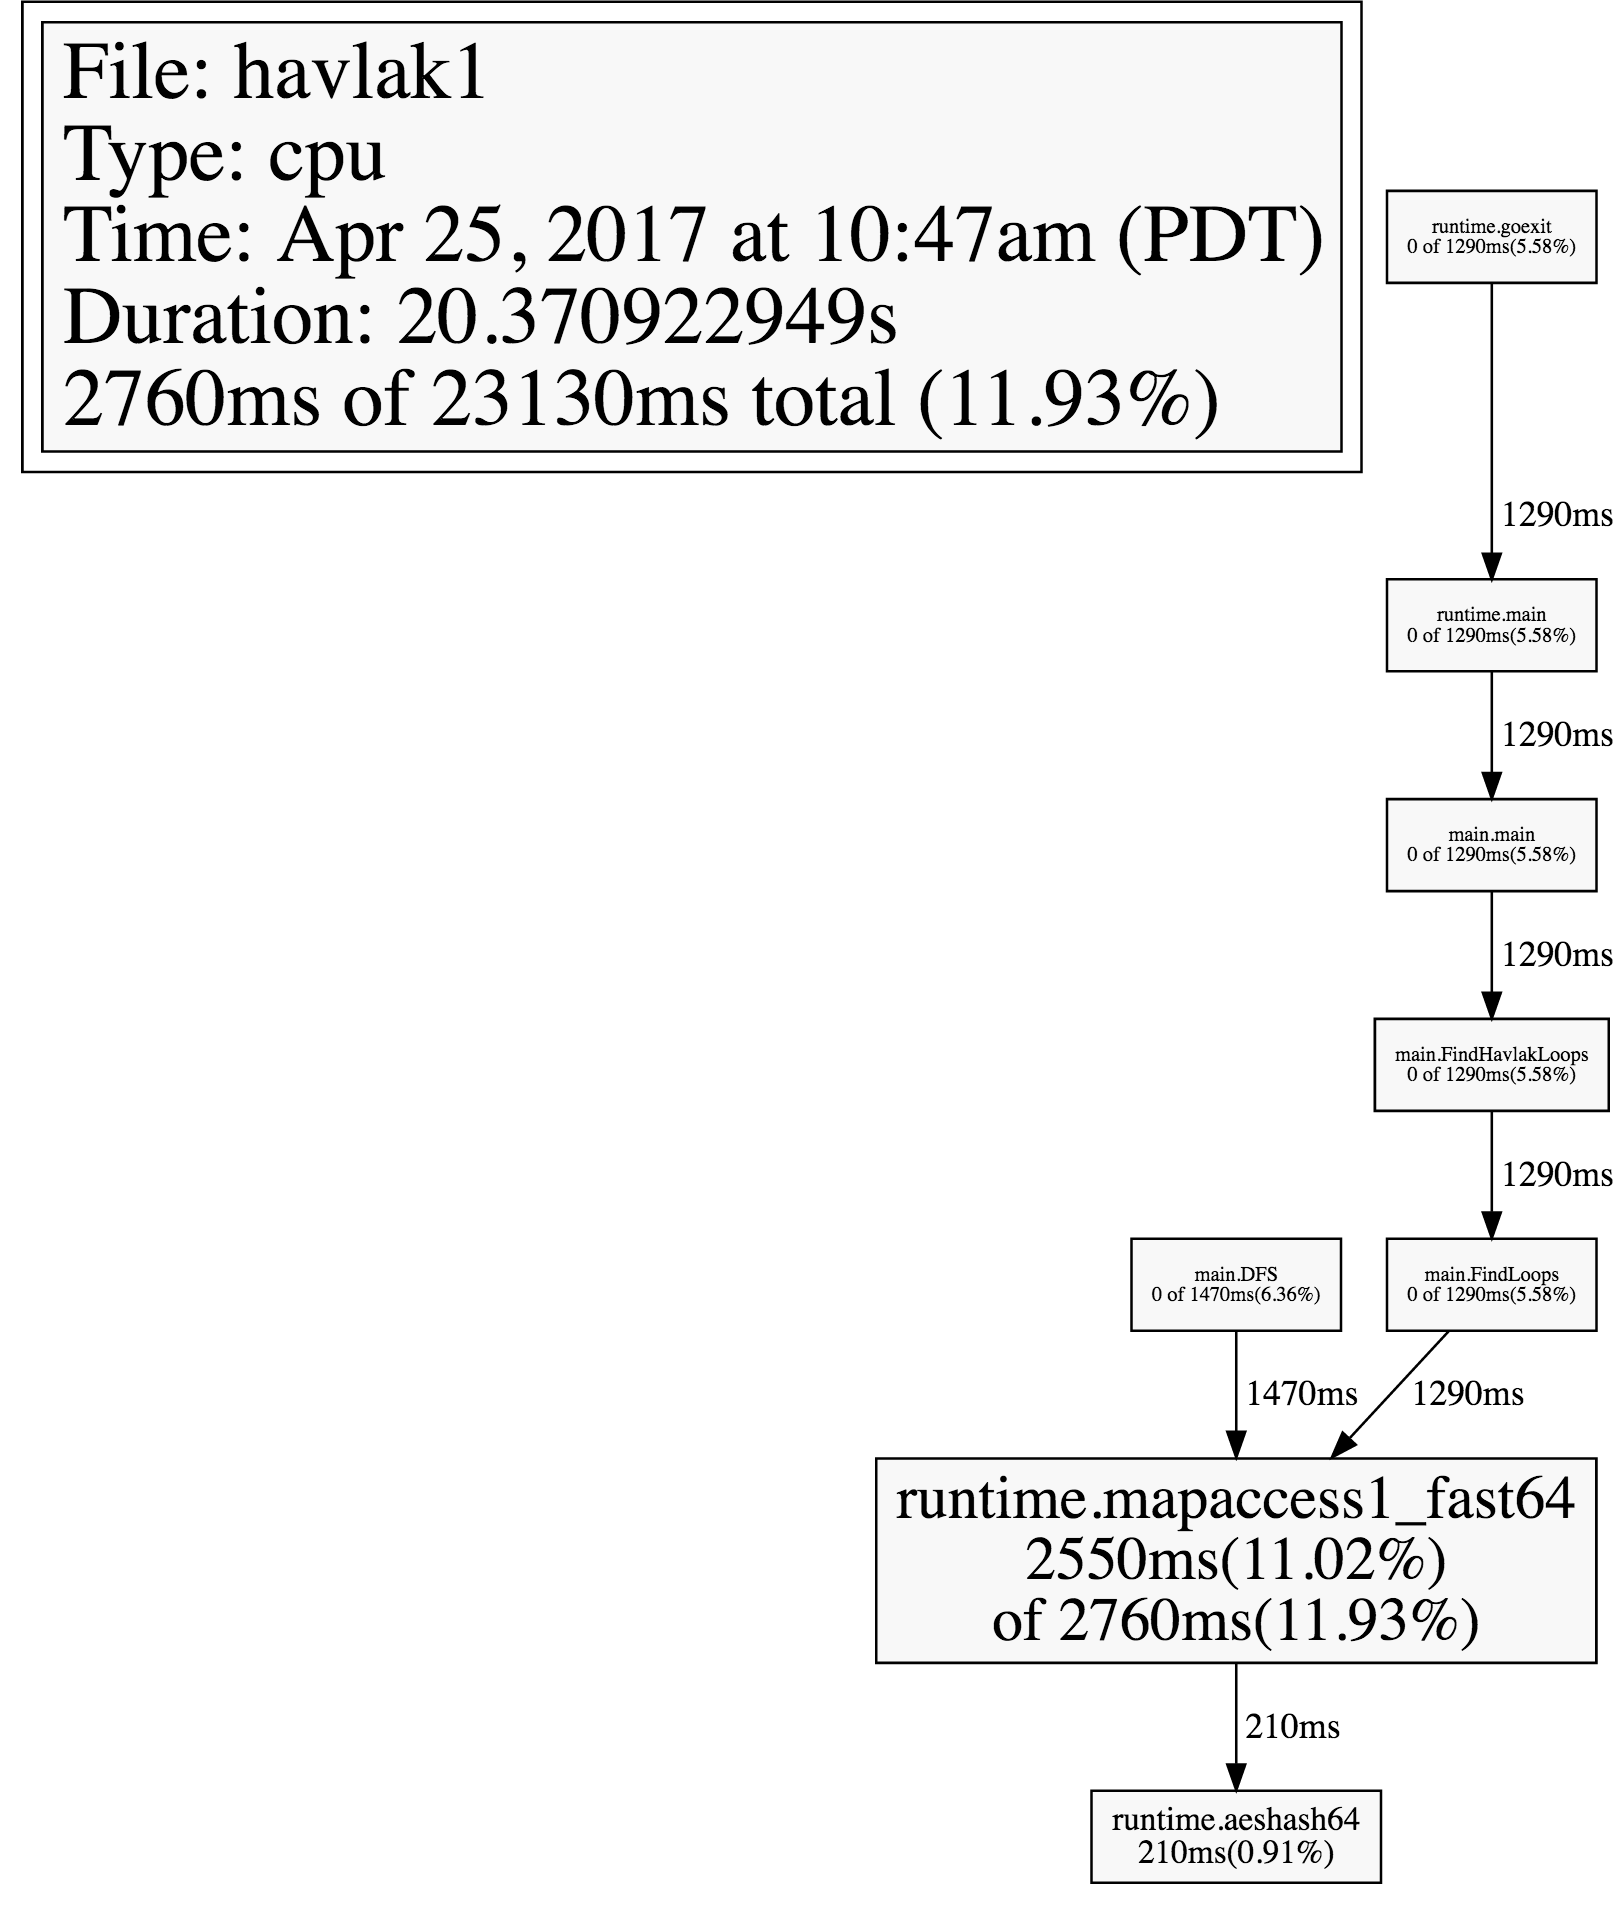 File: havlak1
Type: cpu
Time: Apr 25, 2017 at 10:47am (PDT)
Duration: 20.370922949s
2760ms of 23130ms total (11.93%)
runtime.goexit
0 of 1290ms(5.58%)
1290ms
runtime.main
0 of 1290ms(5.58%)
1290ms
main.main
0 of 1290ms(5.58%)
1290ms
main.FindHavlakLoops
0 of 1290ms(5.58%)
1290ms
main.DFS
0 of 1470ms(6.36%)
main.FindLoops
0 of 1290ms(5.58%)
1470ms
1290ms
runtime.mapaccess1_fast64
2550ms(11.02%)
of 2760ms(11.93%)
210ms
runtime.aeshash64
210ms(0.91%)